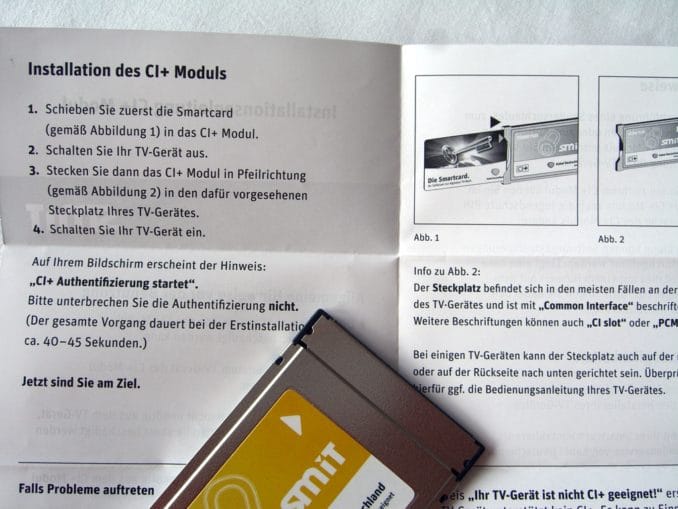 Installation des CI+ Moduls
1. Schieben Sie zuerst die Smartcard
(gemäß Abbildung 1) in das CI+ Modul.
2. Schalten Sie Ihr TV-Gerät aus.
3. Stecken Sie dann das CI+ Modul in Pfeilrichtung
(gemäß Abbildung 2) in den dafür vorgesehenen
Steckplatz Ihres TV-Gerätes.
4. Schalten Sie Ihr TV-Gerät ein.
Auf Ihrem Bildschirm erscheint der Hinweis:
„CI+ Authentifizierung startet“.
Bitte unterbrechen Sie die Authentifizierung nicht.
(Der gesamte Vorgang dauert bei der Erstinstallatio
ca. 40–45 Sekunden.)
Jetzt sind Sie am Ziel.
Falls Probleme auftreten
Die Smartcard.
SMiT
CI+
Abb. 1
CI+
Abb. 2
Info zu Abb. 2:
Der Steckplatz befindet sich in den meisten Fällen an der
des TV-Gerätes und ist mit „Common Interface“ beschrift
Weitere Beschriftungen können auch „CI slot“ oder „PCM
Bei einigen TV-Geräten kann der Steckplatz auch auf der
oder auf der Rückseite nach unten gerichtet sein. Überpr
hierfür ggf. die Bedienungsanleitung Ihres TV-Gerätes.
eis „Ihr TV-Gerät ist nicht CI+ geeignet!“ ers
SMiT
schland
eignet